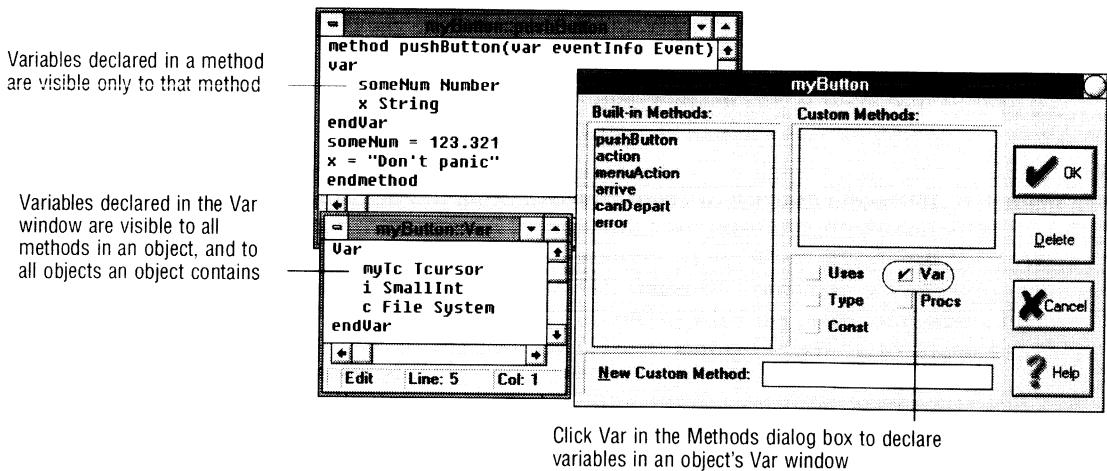 Variables declared in a method
are visible only to that method
myButton::pushButton
method pushButton(var eventInfo Event)
var
someNum Number
x String
endVar
someNum = 123.321
x = "Don't panic"
endmethod
Variables declared in the Var
window are visible to all
methods in an object, and to
all objects an object contains
myButton::Var
Var
myTc Tcursor
i SmallInt
c File System
endVar
Edit Line: 5 Col: 1
myButton
Built-in Methods:
pushButton
action
menuAction
arrive
canDepart
error
Custom Methods:
Uses Var
Type Procs
Const
New Custom Method:
OK
Delete
Cancel
Help
Click Var in the Methods dialog box to declare
variables in an object's Var window